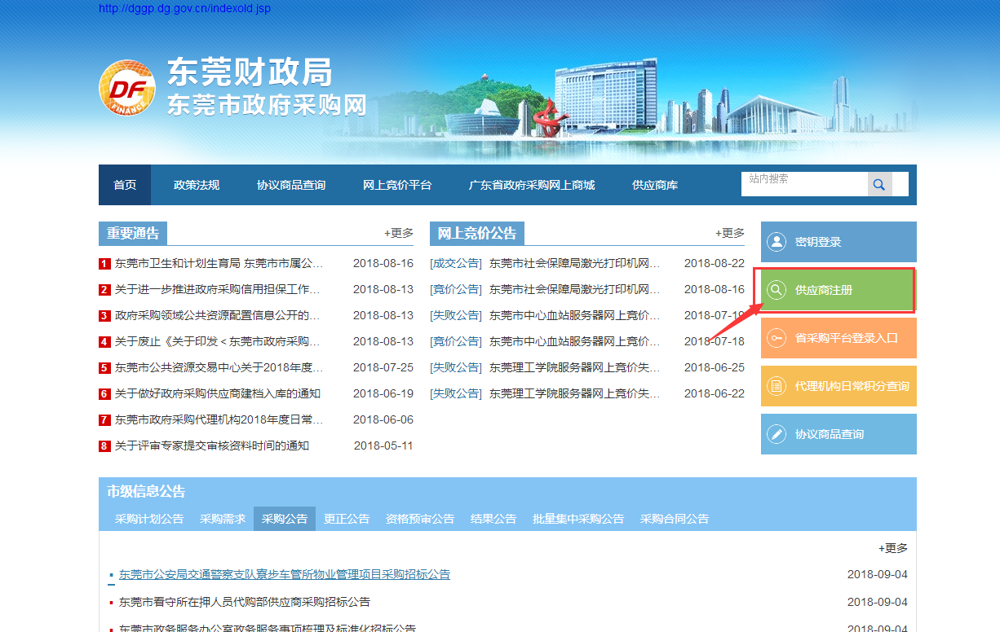 http://dggp.dg.gov.cn/indexold.jsp
DF
FINANCE
东莞财政局
东莞市政府采购网
首页 政策法规 协议商品查询 网上竞价平台 广东省政府采购网上商城 供应商库 站内搜索
重要通告 +更多
1 东莞市卫生和计划生育局 东莞市市属公… 2018-08-16
2 关于进一步推进政府采购信用担保工作… 2018-08-13
3 政府采购领域公共资源配置信息公开的… 2018-08-13
4 关于废止《关于印发＜东莞市政府采购… 2018-08-13
5 东莞市公共资源交易中心关于2018年度… 2018-07-25
6 关于做好政府采购供应商建档入库的通知 2018-06-19
7 东莞市政府采购代理机构2018年度日常… 2018-06-06
8 关于评审专家提交审核资料时间的通知 2018-05-11
网上竞价公告 +更多
[成交公告] 东莞市社会保障局激光打印机网… 2018-08-22
[竞价公告] 东莞市社会保障局激光打印机网… 2018-08-16
[失败公告] 东莞市中心血站服务器网上竞价… 2018-07-19
[竞价公告] 东莞市中心血站服务器网上竞价… 2018-07-18
[失败公告] 东莞理工学院服务器网上竞价失… 2018-06-25
[失败公告] 东莞理工学院服务器网上竞价失… 2018-06-22
密钥登录
供应商注册
省采购平台登录入口
代理机构日常积分查询
协议商品查询
市级信息公告
采购计划公告 采购需求 采购公告 更正公告 资格预审公告 结果公告 批量集中采购公告 采购合同公告
+更多
东莞市公安局交通警察支队寮步车管所物业管理项目采购招标公告 2018-09-04
东莞市看守所在押人员代购部供应商采购招标公告 2018-09-04
东莞市政务服务办公室政务服务事项梳理及标准化招标公告 2018-09-04